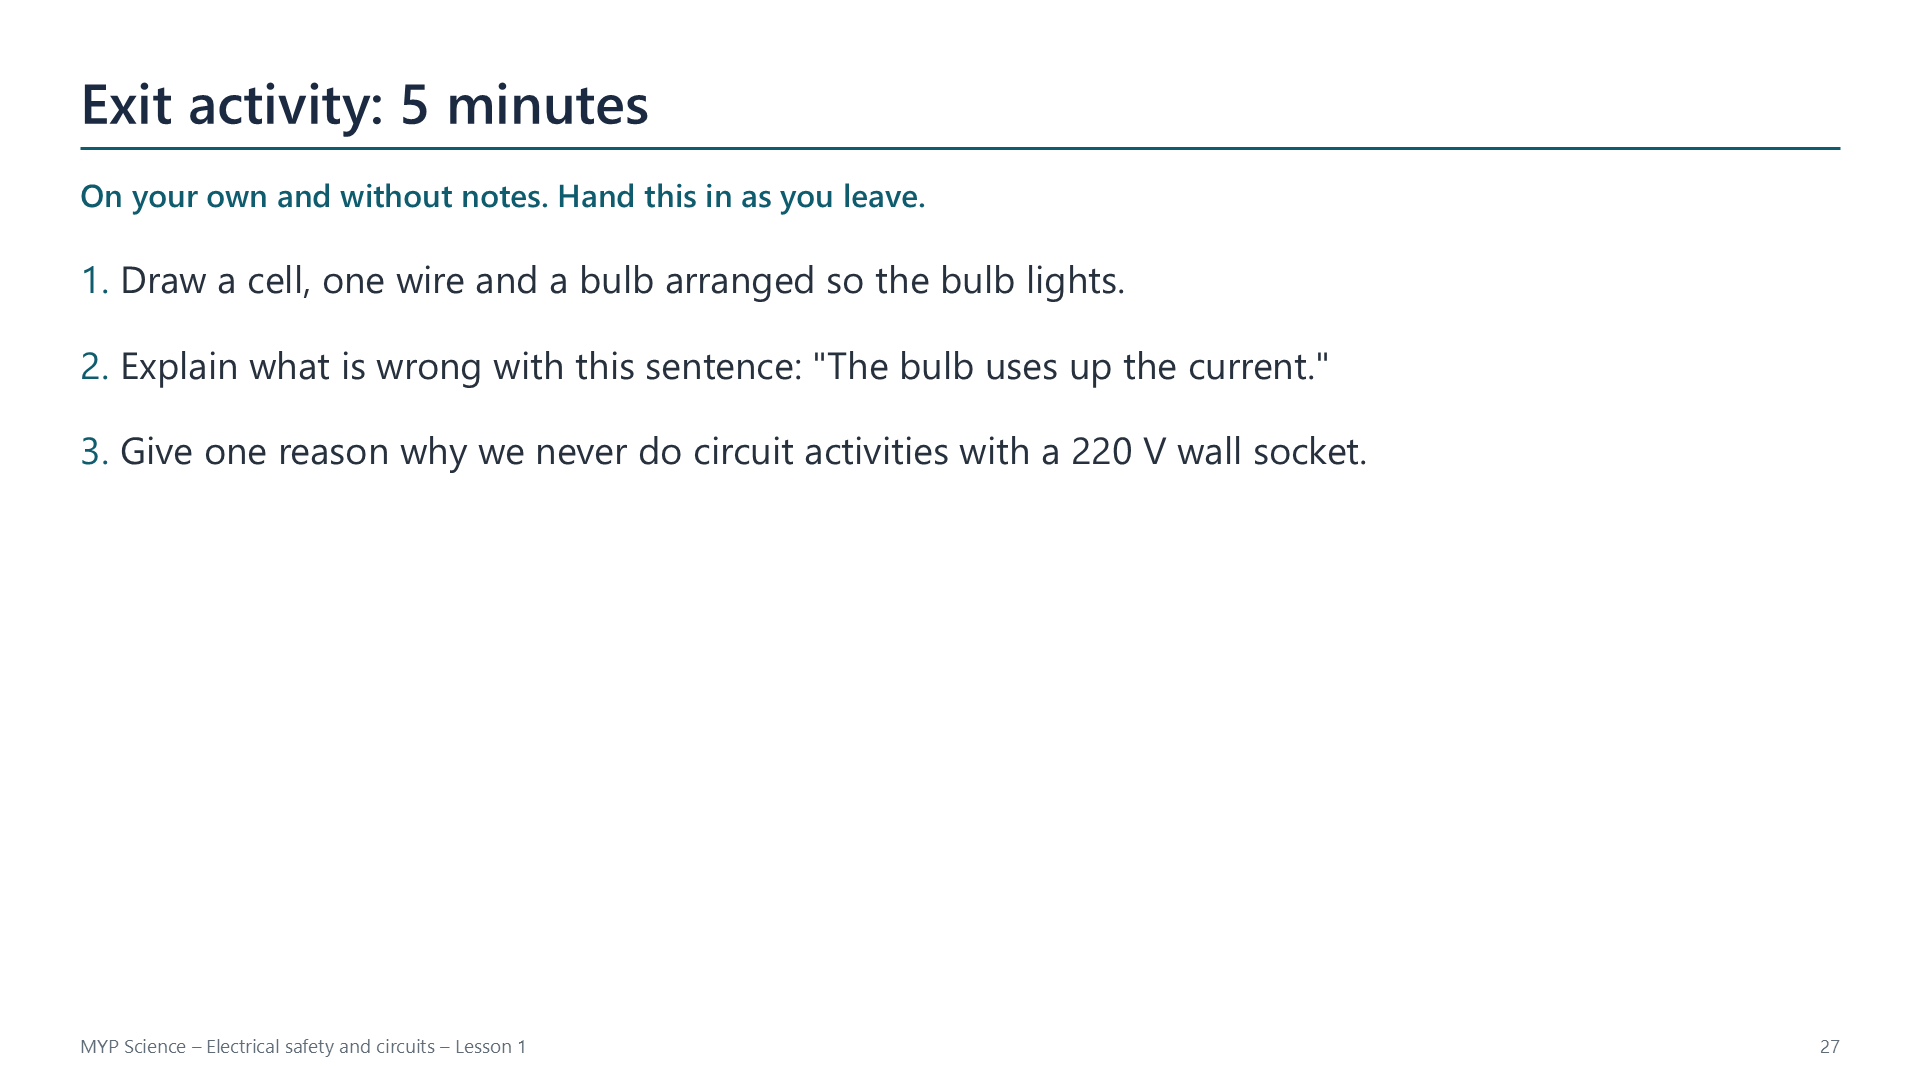 Exit activity: 5 minutes
On your own and without notes. Hand this in as you leave.
1. Draw a cell, one wire and a bulb arranged so the bulb lights.
2. Explain what is wrong with this sentence: "The bulb uses up the current."
3. Give one reason why we never do circuit activities with a 220 V wall socket.
MYP Science – Electrical safety and circuits – Lesson 1
27